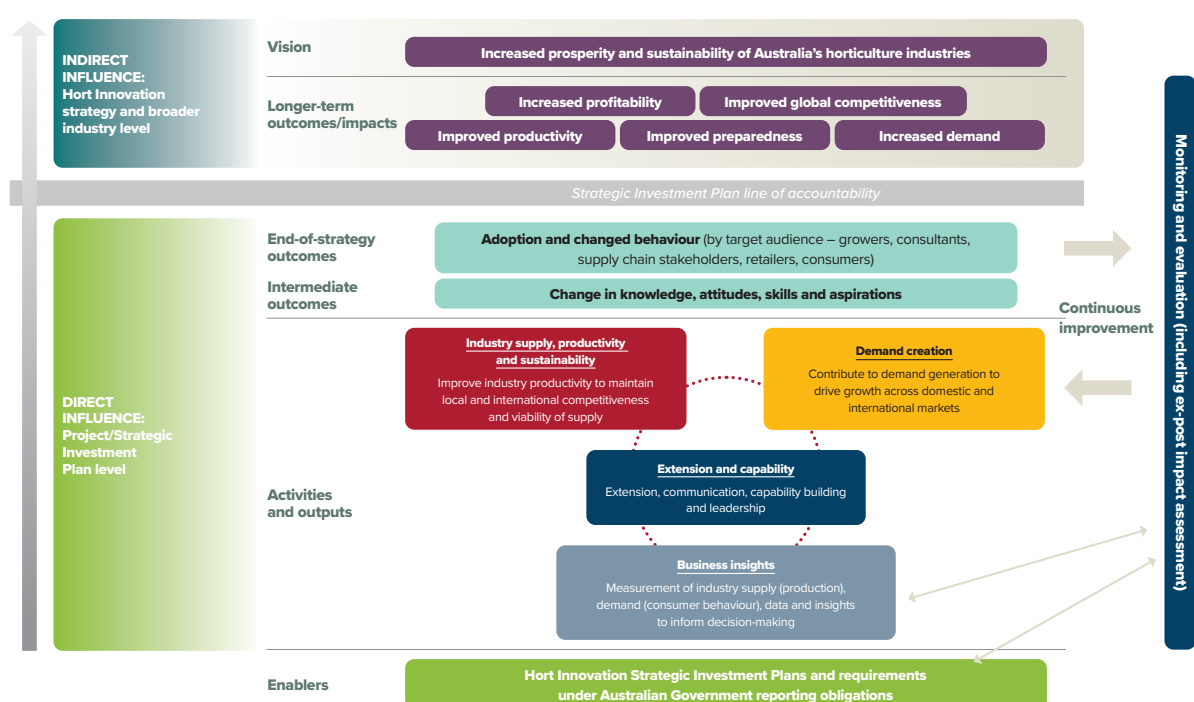 INDIRECT
INFLUENCE:
Hort Innovation
strategy and broader
industry level
Vision
Increased prosperity and sustainability of Australia’s horticulture industries
Longer-term
outcomes/impacts
Increased profitability
Improved global competitiveness
Improved productivity
Improved preparedness
Increased demand
Strategic Investment Plan line of accountability
DIRECT
INFLUENCE:
Project/Strategic
Investment
Plan level
End-of-strategy
outcomes
Adoption and changed behaviour (by target audience – growers, consultants,
supply chain stakeholders, retailers, consumers)
Intermediate
outcomes
Change in knowledge, attitudes, skills and aspirations
Activities
and outputs
Industry supply, productivity
and sustainability
Improve industry productivity to maintain
local and international competitiveness
and viability of supply
Demand creation
Contribute to demand generation to
drive growth across domestic and
international markets
Extension and capability
Extension, communication, capability building
and leadership
Business insights
Measurement of industry supply (production),
demand (consumer behaviour), data and insights
to inform decision-making
Enablers
Hort Innovation Strategic Investment Plans and requirements
under Australian Government reporting obligations
Continuous
improvement
Monitoring and evaluation (including ex-post impact assessment)